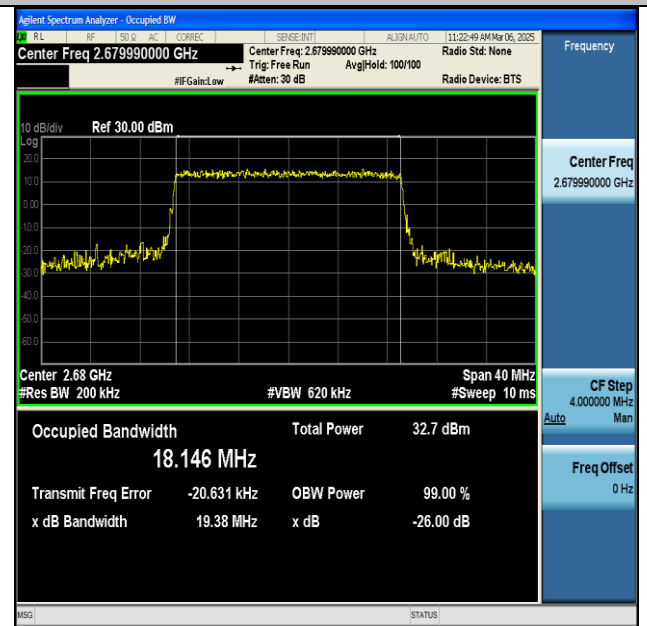 Agilent Spectrum Analyzer - Occupied BW
RL RF 50 Ω AC CORREC SENSE:INT ALIGN AUTO 11:22:49 AM Mar 06, 2025
Center Freq 2.679990000 GHz Center Freq: 2.679990000 GHz Radio Std: None
Trig: Free Run Avg|Hold: 100/100
#IFGain:Low #Atten: 30 dB Radio Device: BTS
Frequency
10 dB/div Ref 30.00 dBm
Log
20.0
10.0
0.00
-10.0
-20.0
-30.0
-40.0
-50.0
-60.0
Center 2.68 GHz Span 40 MHz
#Res BW 200 kHz #VBW 620 kHz #Sweep 10 ms
Occupied Bandwidth Total Power 32.7 dBm
18.146 MHz
Transmit Freq Error -20.631 kHz OBW Power 99.00 %
x dB Bandwidth 19.38 MHz x dB -26.00 dB
Center Freq
2.679990000 GHz
CF Step
4.000000 MHz
Auto Man
Freq Offset
0 Hz
MSG STATUS